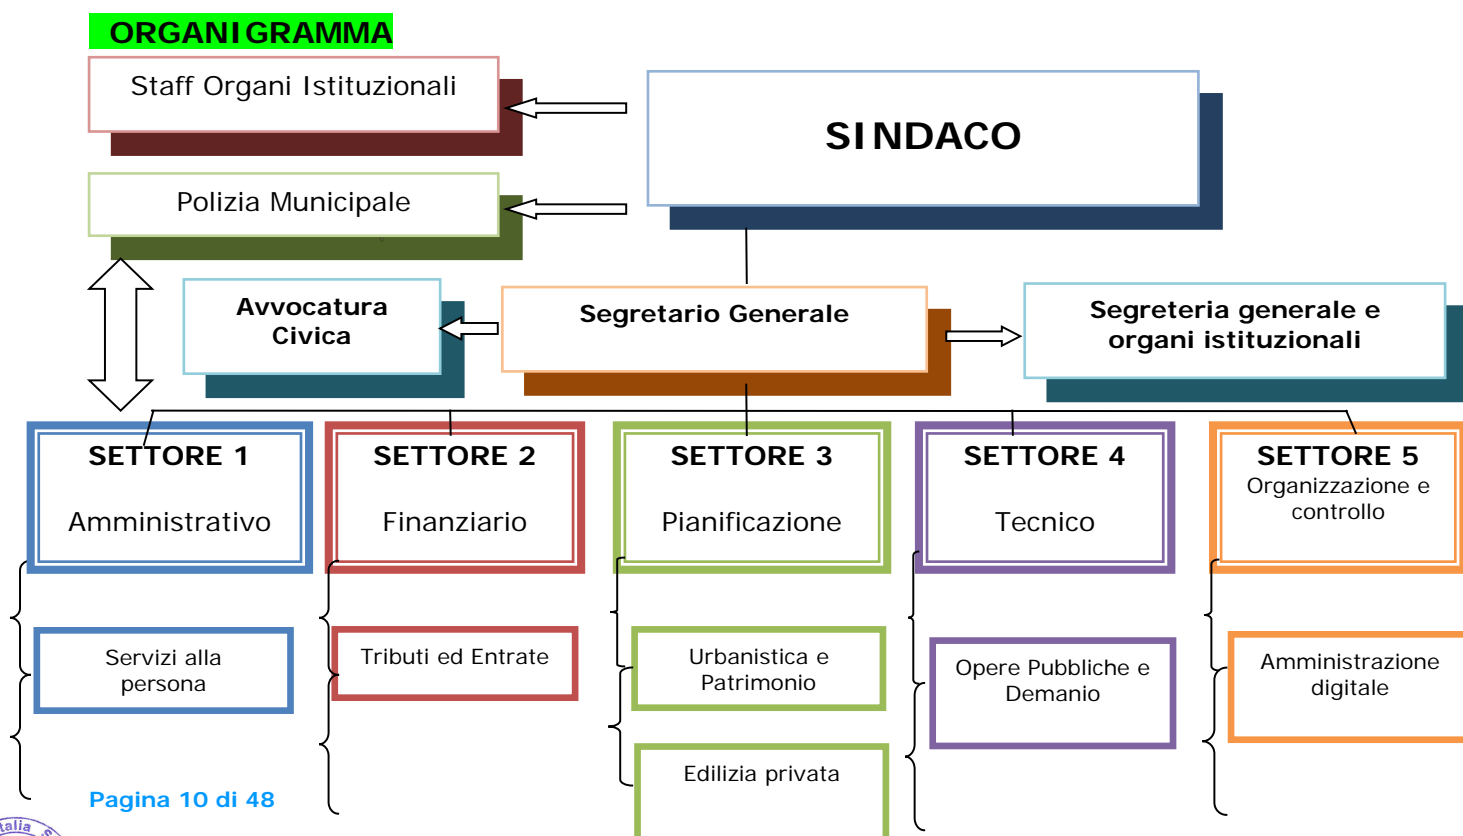 ORGANIGRAMMA
Staff Organi Istituzionali
SINDACO
Polizia Municipale
Avvocatura
Civica
Segretario Generale
Segreteria generale e
organi istituzionali
SETTORE 1
Amministrativo
SETTORE 2
Finanziario
SETTORE 3
Pianificazione
SETTORE 4
Tecnico
SETTORE 5
Organizzazione e
controllo
Servizi alla
persona
Tributi ed Entrate
Urbanistica e
Patrimonio
Opere Pubbliche e
Demanio
Amministrazione
digitale
Edilizia privata
Pagina 10 di 48